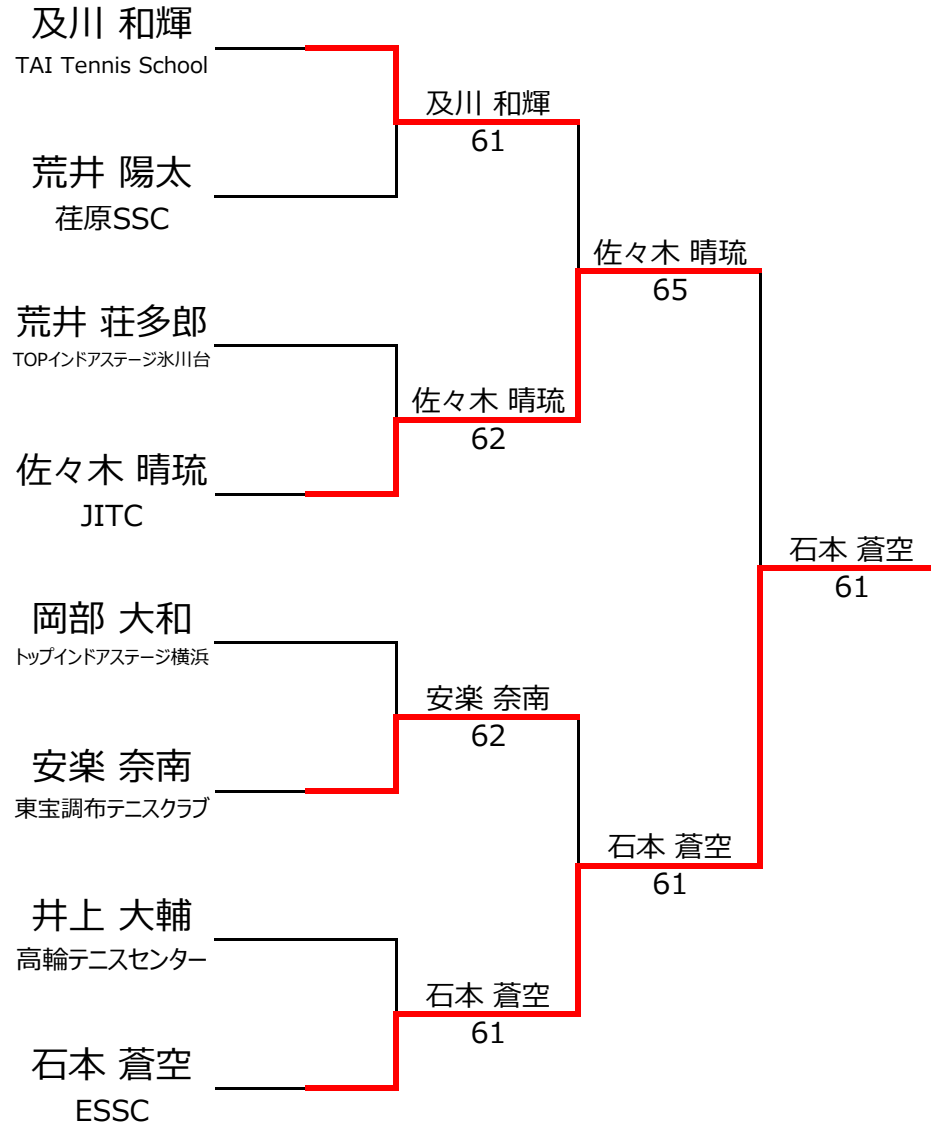 及川 和輝
TAI Tennis School
荒井 陽太
荏原SSC
荒井 荘多郎
TOPインドアステージ氷川台
佐々木 晴琉
JITC
岡部 大和
トップインドアステージ横浜
安楽 奈南
東宝調布テニスクラブ
井上 大輔
高輪テニスセンター
石本 蒼空
ESSC
及川 和輝
61
佐々木 晴琉
62
安楽 奈南
62
石本 蒼空
61
佐々木 晴琉
65
石本 蒼空
61
石本 蒼空
61